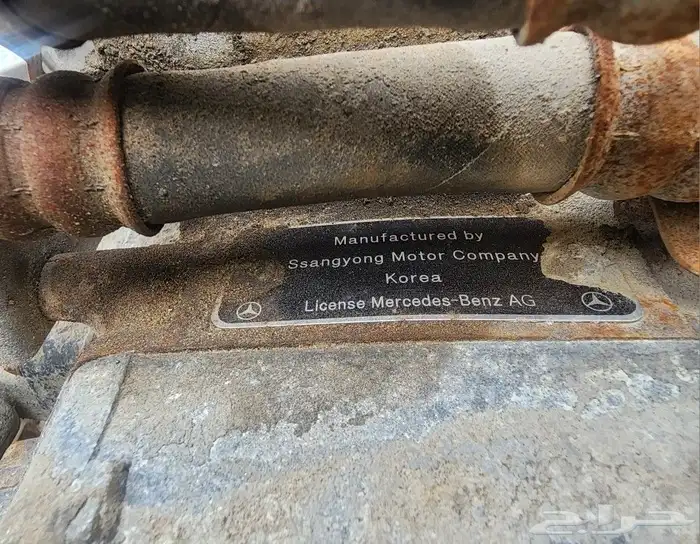 Manufactured by
Ssangyong Motor Company
Korea
License Mercedes-Benz AG
حراج